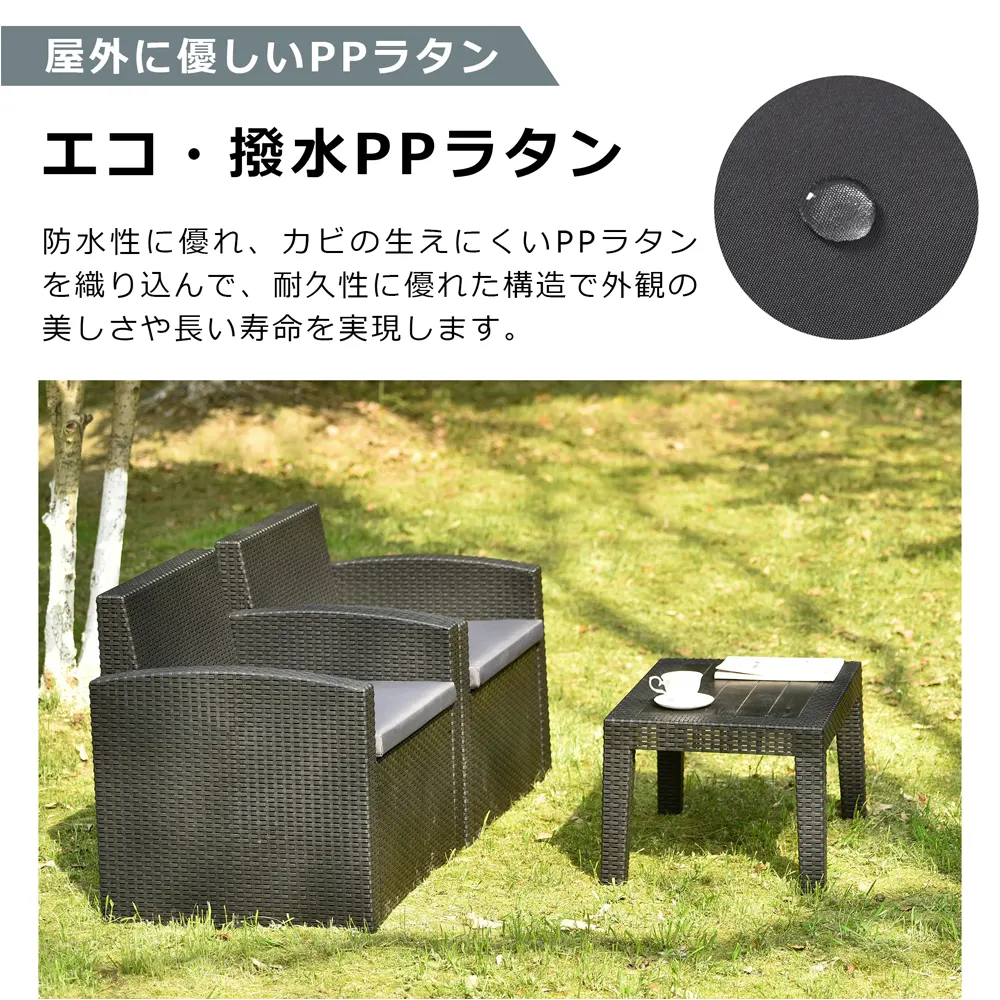 屋外に優しいPPラタン
エコ・撥水PPラタン
防水性に優れ、カビの生えにくいPPラタン
を織り込んで、耐久性に優れた構造で外観の
美しさや長い寿命を実現します。